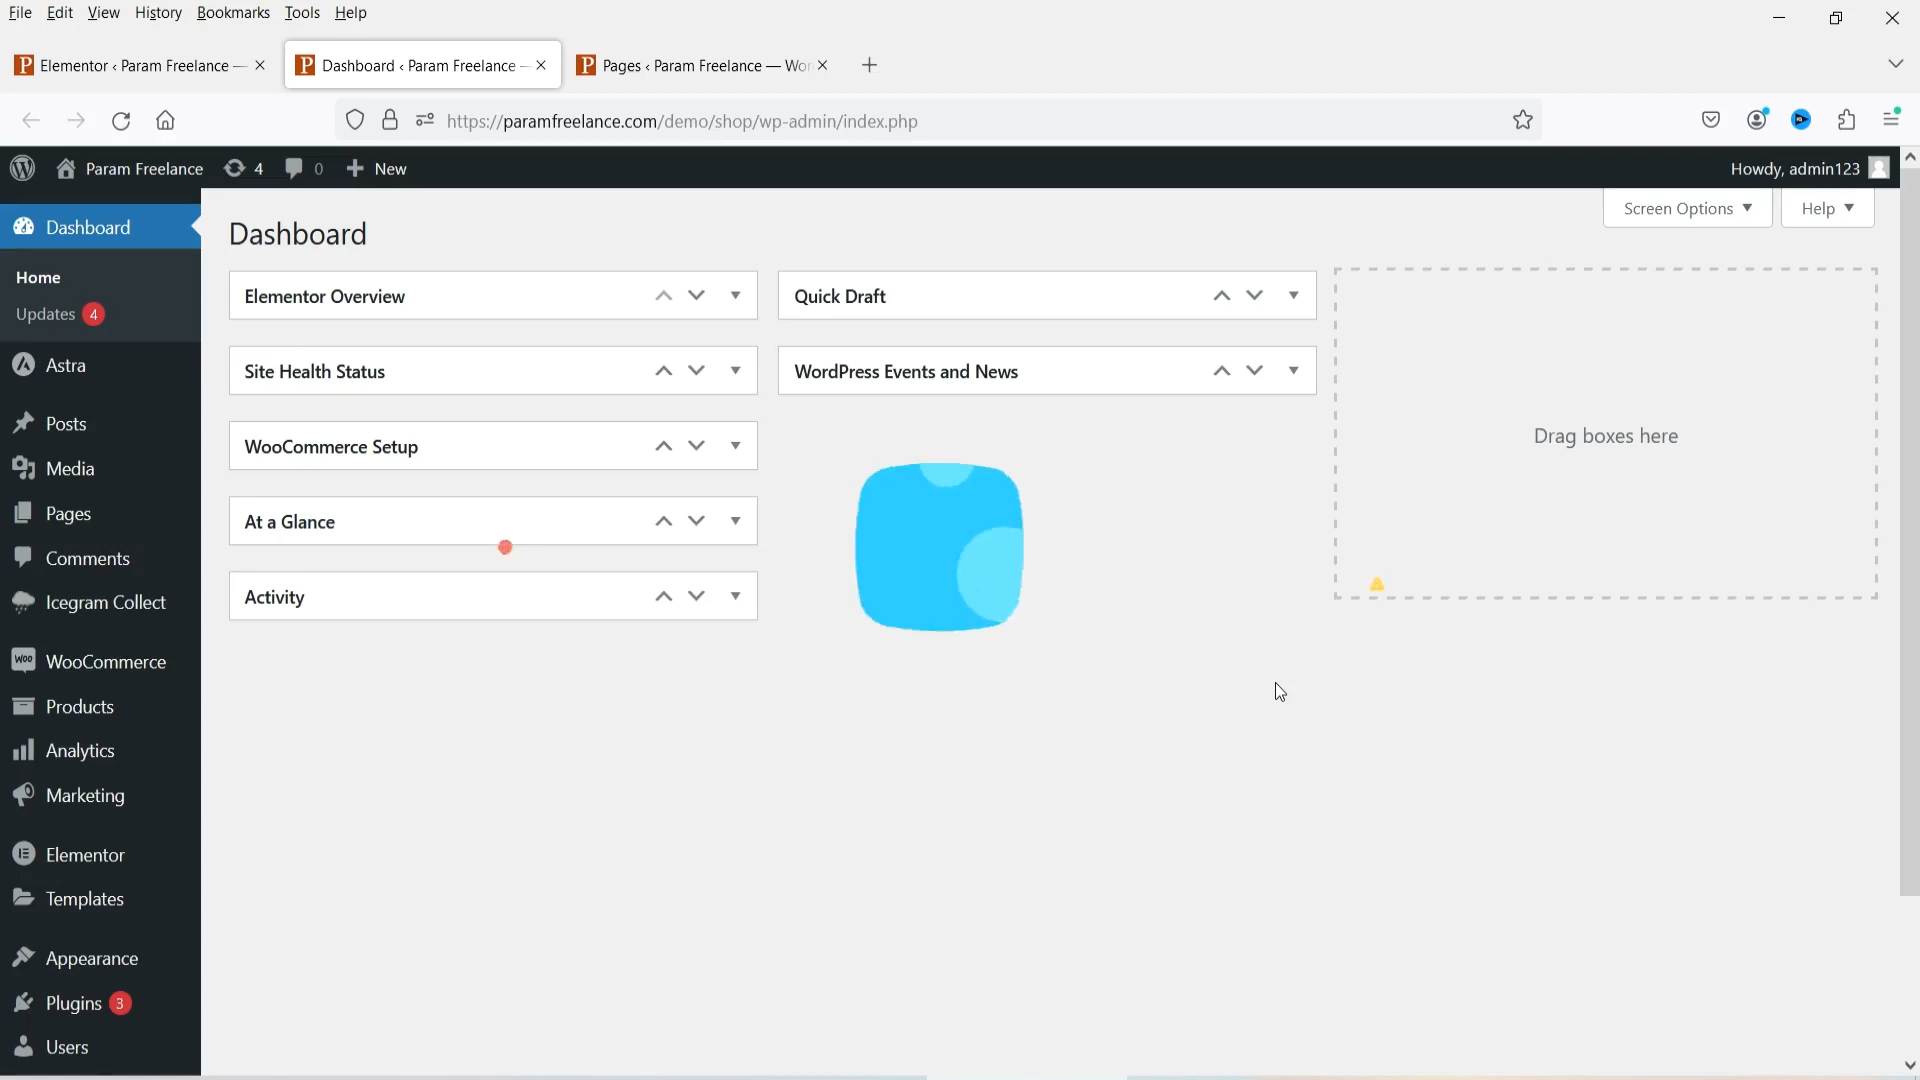 File Edit View History Bookmarks Tools Help
Elementor ‹ Param Freelance —
Dashboard ‹ Param Freelance –
Pages ‹ Param Freelance — Wor
https://paramfreelance.com/demo/shop/wp-admin/index.php
Param Freelance 4 0 New
Howdy, admin123
Dashboard
Home
Updates 4
Astra
Posts
Media
Pages
Comments
Icegram Collect
Woo WooCommerce
Products
Analytics
Marketing
Elementor
Templates
Appearance
Plugins 3
Users
Screen Options
Help
Dashboard
Elementor Overview
Site Health Status
WooCommerce Setup
At a Glance
Activity
Quick Draft
WordPress Events and News
Drag boxes here